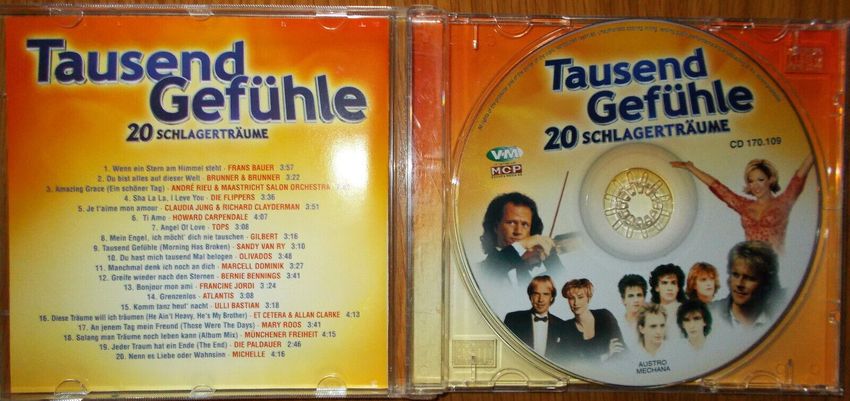 Tausend
Gefühle
20 SCHLAGERTRÄUME
1. Wenn ein Stern am Himmel steht · FRANS BAUER 3:57
2. Du bist alles auf dieser Welt · BRUNNER & BRUNNER 3:22
3. Amazing Grace (Ein schöner Tag) · ANDRÉ RIEU & MAASTRICHT SALON ORCHESTRA
4. Sha La La, I Love You · DIE FLIPPERS 3:36
5. Je t'aime mon amour · CLAUDIA JUNG & RICHARD CLAYDERMAN 3:51
6. Ti Amo · HOWARD CARPENDALE 4:07
7. Angel Of Love · TOPS 3:08
8. Mein Engel, ich möcht' dich nie tauschen · GILBERT 3:16
9. Tausend Gefühle (Morning Has Broken) · SANDY VAN RY 3:10
10. Du hast mich tausend Mal belogen · OLIVADOS 3:48
11. Manchmal denk ich noch an dich · MARCELL DOMINIK 3:27
12. Greife wieder nach den Sternen · BERNIE BENNINGS 3:41
13. Bonjour mon ami · FRANCINE JORDI 3:24
14. Grenzenlos · ATLANTIS 3:08
15. Komm tanz heut' nacht · ULLI BASTIAN 3:18
16. Diese Träume will ich träumen (He Ain't Heavy, He's My Brother) · ET CETERA & ALLAN CLARKE 4:13
17. An jenem Tag mein Freund (Those Were The Days) · MARY ROOS 3:41
18. Solang man Träume noch leben kann (Album Mix) · MÜNCHENER FREIHEIT 4:15
19. Jeder Traum hat ein Ende (The End) · DIE PALDAUER 2:46
20. Nenn es Liebe oder Wahnsinn · MICHELLE 4:16
Tausend
Gefühle
20 SCHLAGERTRÄUME
CD 170.109
VM
MCP
AUSTRO
MECHANA